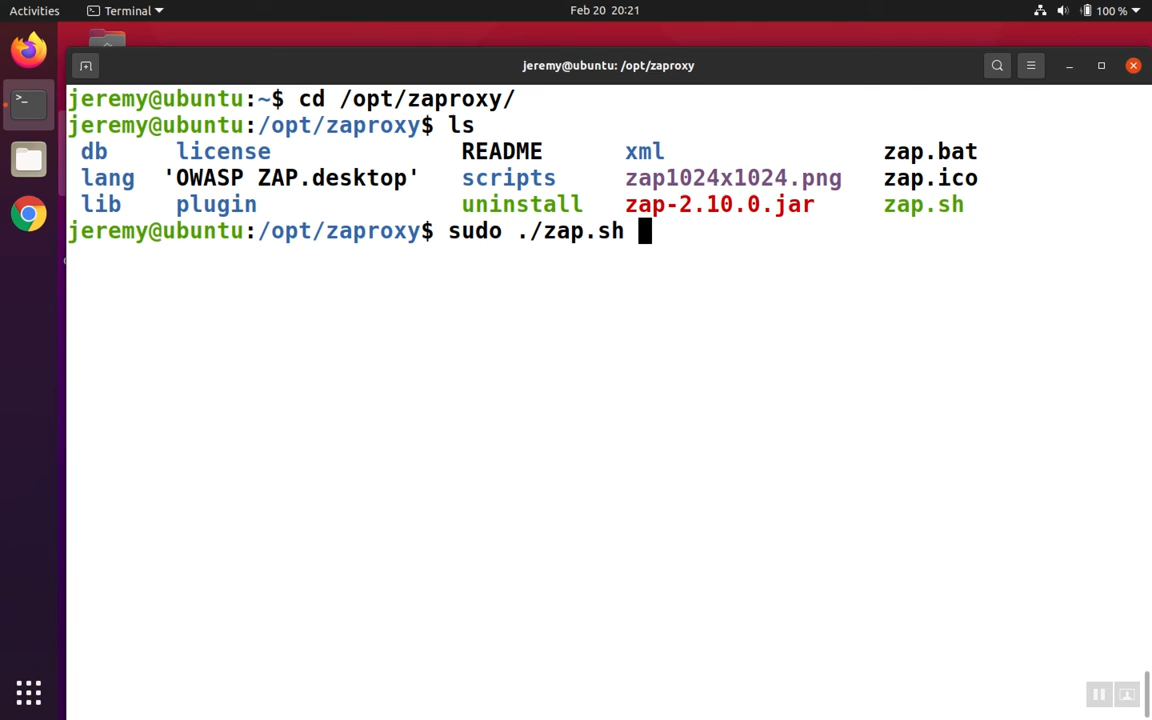 Activities Terminal Feb 20 20:21 100 %
jeremy@ubuntu: /opt/zaproxy
jeremy@ubuntu:~$ cd /opt/zaproxy/
jeremy@ubuntu:/opt/zaproxy$ ls
db license README xml zap.bat
lang 'OWASP ZAP.desktop' scripts zap1024x1024.png zap.ico
lib plugin uninstall zap-2.10.0.jar zap.sh
jeremy@ubuntu:/opt/zaproxy$ sudo ./zap.sh